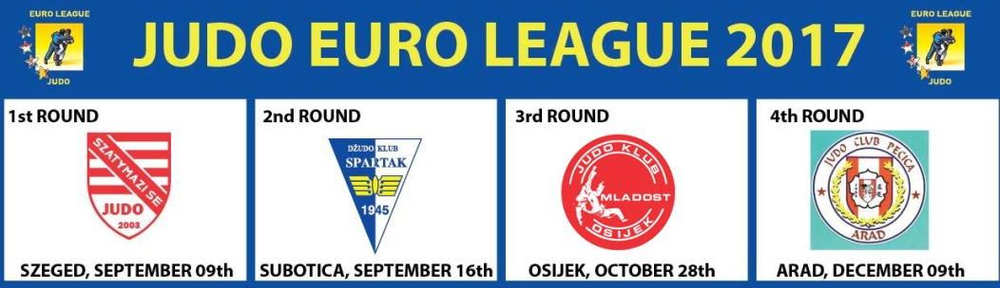 EURO LEAGUE
JUDO
JUDO EURO LEAGUE 2017
EURO LEAGUE
JUDO
1st ROUND
SZATYMAZI SE
JUDO
2003
SZEGED, SEPTEMBER 09th
2nd ROUND
DŽUDO KLUB
SPARTAK
1945
SUBOTICA, SEPTEMBER 16th
3rd ROUND
JUDO KLUB
MLADOST
OSIJEK
OSIJEK, OCTOBER 28th
4th ROUND
JUDO CLUB PECICA
ARAD
ARAD, DECEMBER 09th